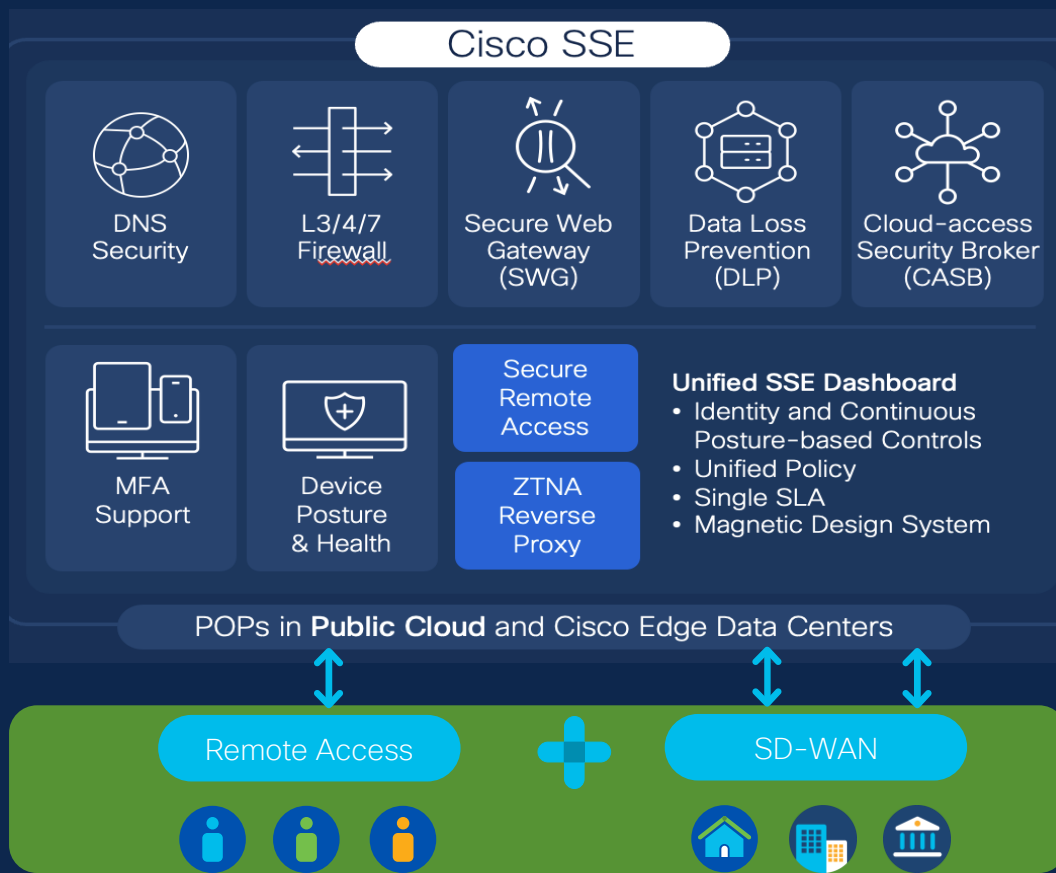 Cisco SSE
DNS
Security
L3/4/7
Firewall
Secure Web
Gateway
(SWG)
Data Loss
Prevention
(DLP)
Cloud-access
Security Broker
(CASB)
MFA
Support
Device
Posture
& Health
Secure
Remote
Access
ZTNA
Reverse
Proxy
Unified SSE Dashboard
• Identity and Continuous
Posture-based Controls
• Unified Policy
• Single SLA
• Magnetic Design System
POPs in Public Cloud and Cisco Edge Data Centers
Remote Access
SD-WAN